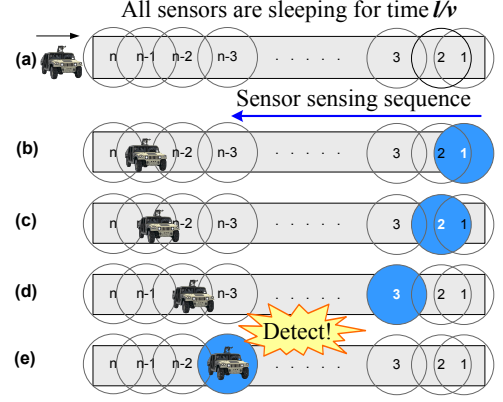 All sensors are sleeping for time l/v
(a) n n-1 n-2 n-3 . . . . . 3 2 1
Sensor sensing sequence
(b) n n-2 n-3 . . . . . 3 2 1
(c) n n-1 -2 n-3 . . . . . 3 2 1
(d) n n-1 n-3 . . . . . 3 2 1
Detect!
(e) n n-1 n-2 . . . . . 3 2 1